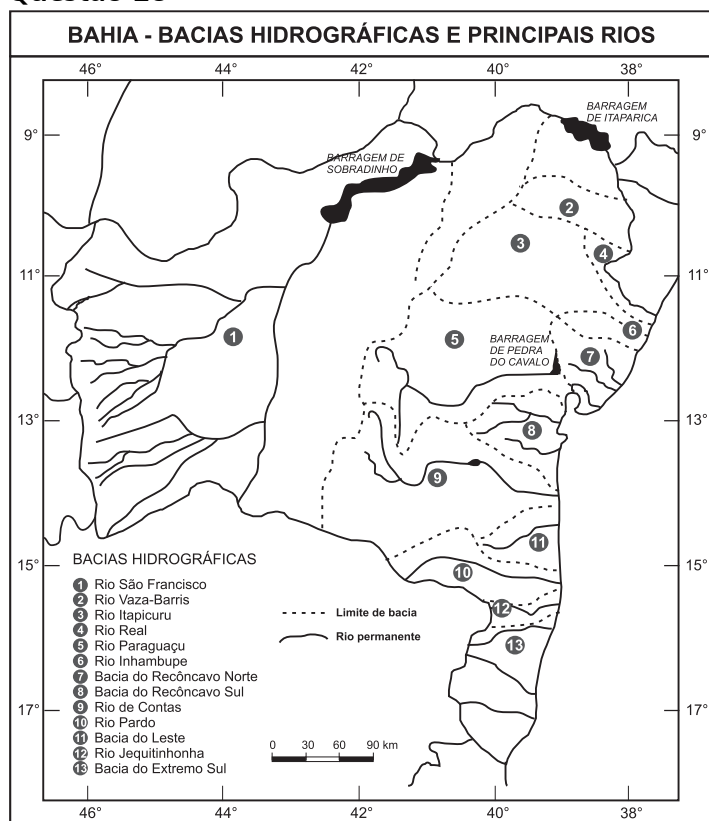 BAHIA - BACIAS HIDROGRÁFICAS E PRINCIPAIS RIOS
46° 44° 42° 40° 38°
BARRAGEM
DE ITAPARICA
9° 9°
BARRAGEM DE
SOBRADINHO
2
3
4
11° 11°
1
5
BARRAGEM
DE PEDRA
DO CAVALO
6
7
13° 13°
8
9
11
15° 15°
10
12
13
17° 17°
BACIAS HIDROGRÁFICAS
1 Rio São Francisco
2 Rio Vaza-Barris
3 Rio Itapicuru
4 Rio Real
5 Rio Paraguaçu
6 Rio Inhambupe
7 Bacia do Recôncavo Norte
8 Bacia do Recôncavo Sul
9 Rio de Contas
10 Rio Pardo
11 Bacia do Leste
12 Rio Jequitinhonha
13 Bacia do Extremo Sul
Limite de bacia
Rio permanente
0 30 60 90 km
46° 44° 42° 40° 38°